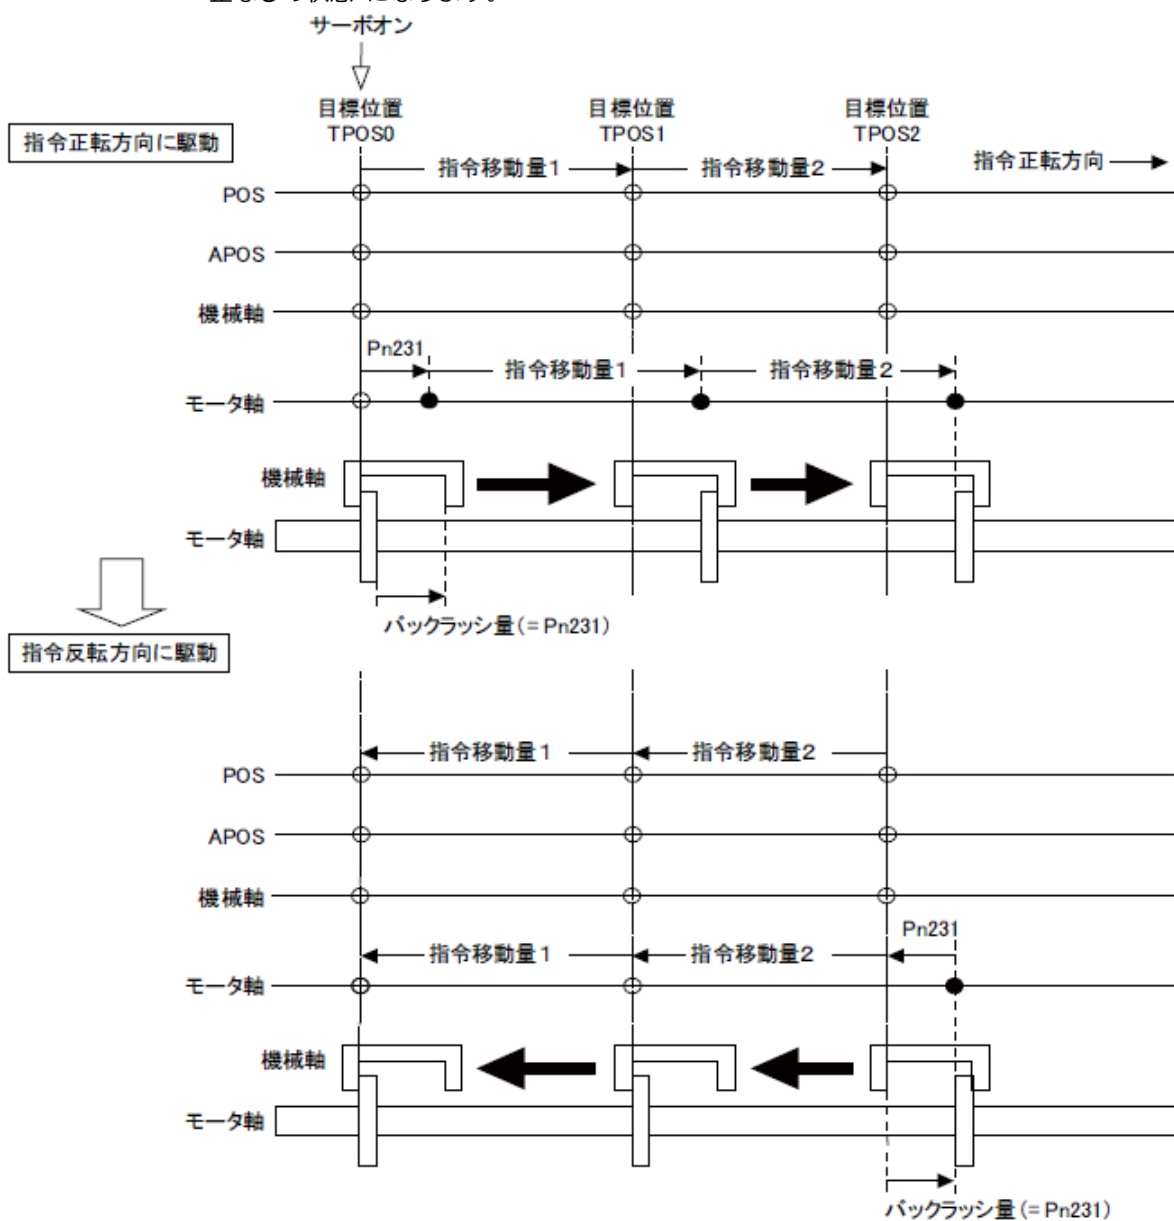 サーボオン
目標位置 目標位置 目標位置
TPOS0 TPOS1 TPOS2
指令正転方向に駆動
指令移動量1 指令移動量2 指令正転方向
POS
APOS
機械軸
Pn231
指令移動量1 指令移動量2
モータ軸
機械軸
モータ軸
バックラッシ量(=Pn231)
指令反転方向に駆動
指令移動量1 指令移動量2
POS
APOS
機械軸
Pn231
指令移動量1 指令移動量2
モータ軸
機械軸
モータ軸
バックラッシ量(=Pn231)